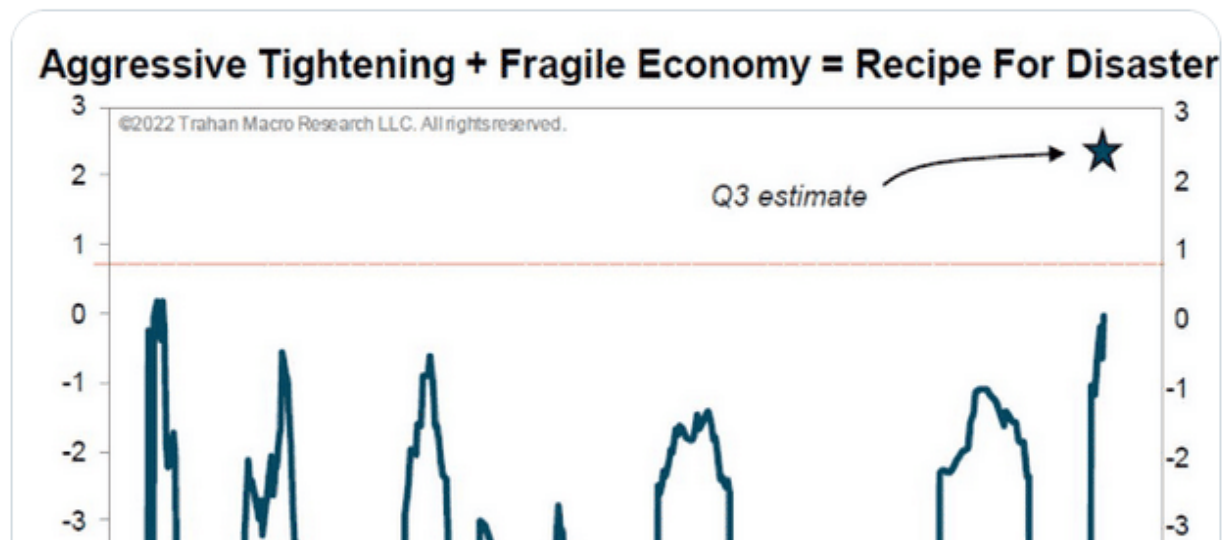 Aggressive Tightening + Fragile Economy = Recipe For Disaster
3 3
©2022 Trahan Macro Research LLC. All rights reserved.
2 Q3 estimate 2
1 1
0 0
-1 -1
-2 -2
-3 -3